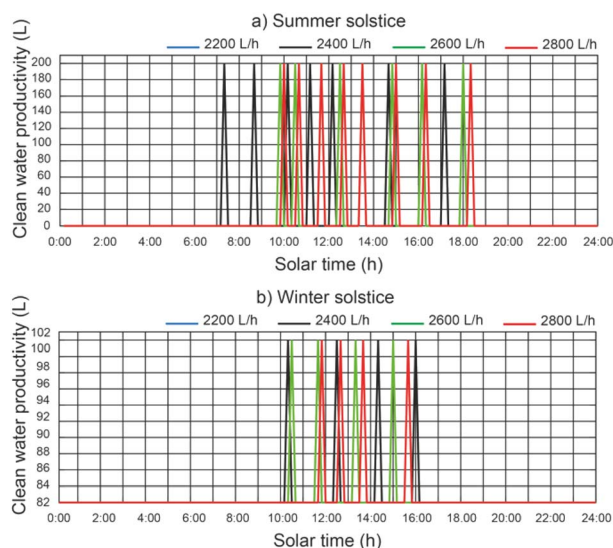 a) Summer solstice
2200 L/h 2400 L/h 2600 L/h 2800 L/h
Clean water productivity (L)
200
180
160
140
120
100
80
60
40
20
0
0:00 2:00 4:00 6:00 8:00 10:00 12:00 14:00 16:00 18:00 20:00 22:00 24:00
Solar time (h)
b) Winter solstice
2200 L/h 2400 L/h 2600 L/h 2800 L/h
Clean water productivity (L)
102
100
98
96
94
92
90
88
86
84
82
0:00 2:00 4:00 6:00 8:00 10:00 12:00 14:00 16:00 18:00 20:00 22:00 24:00
Solar time (h)